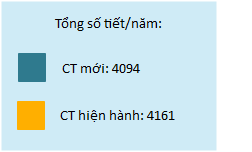 Tổng số tiết/năm:
CT mới: 4094
CT hiện hành: 4161